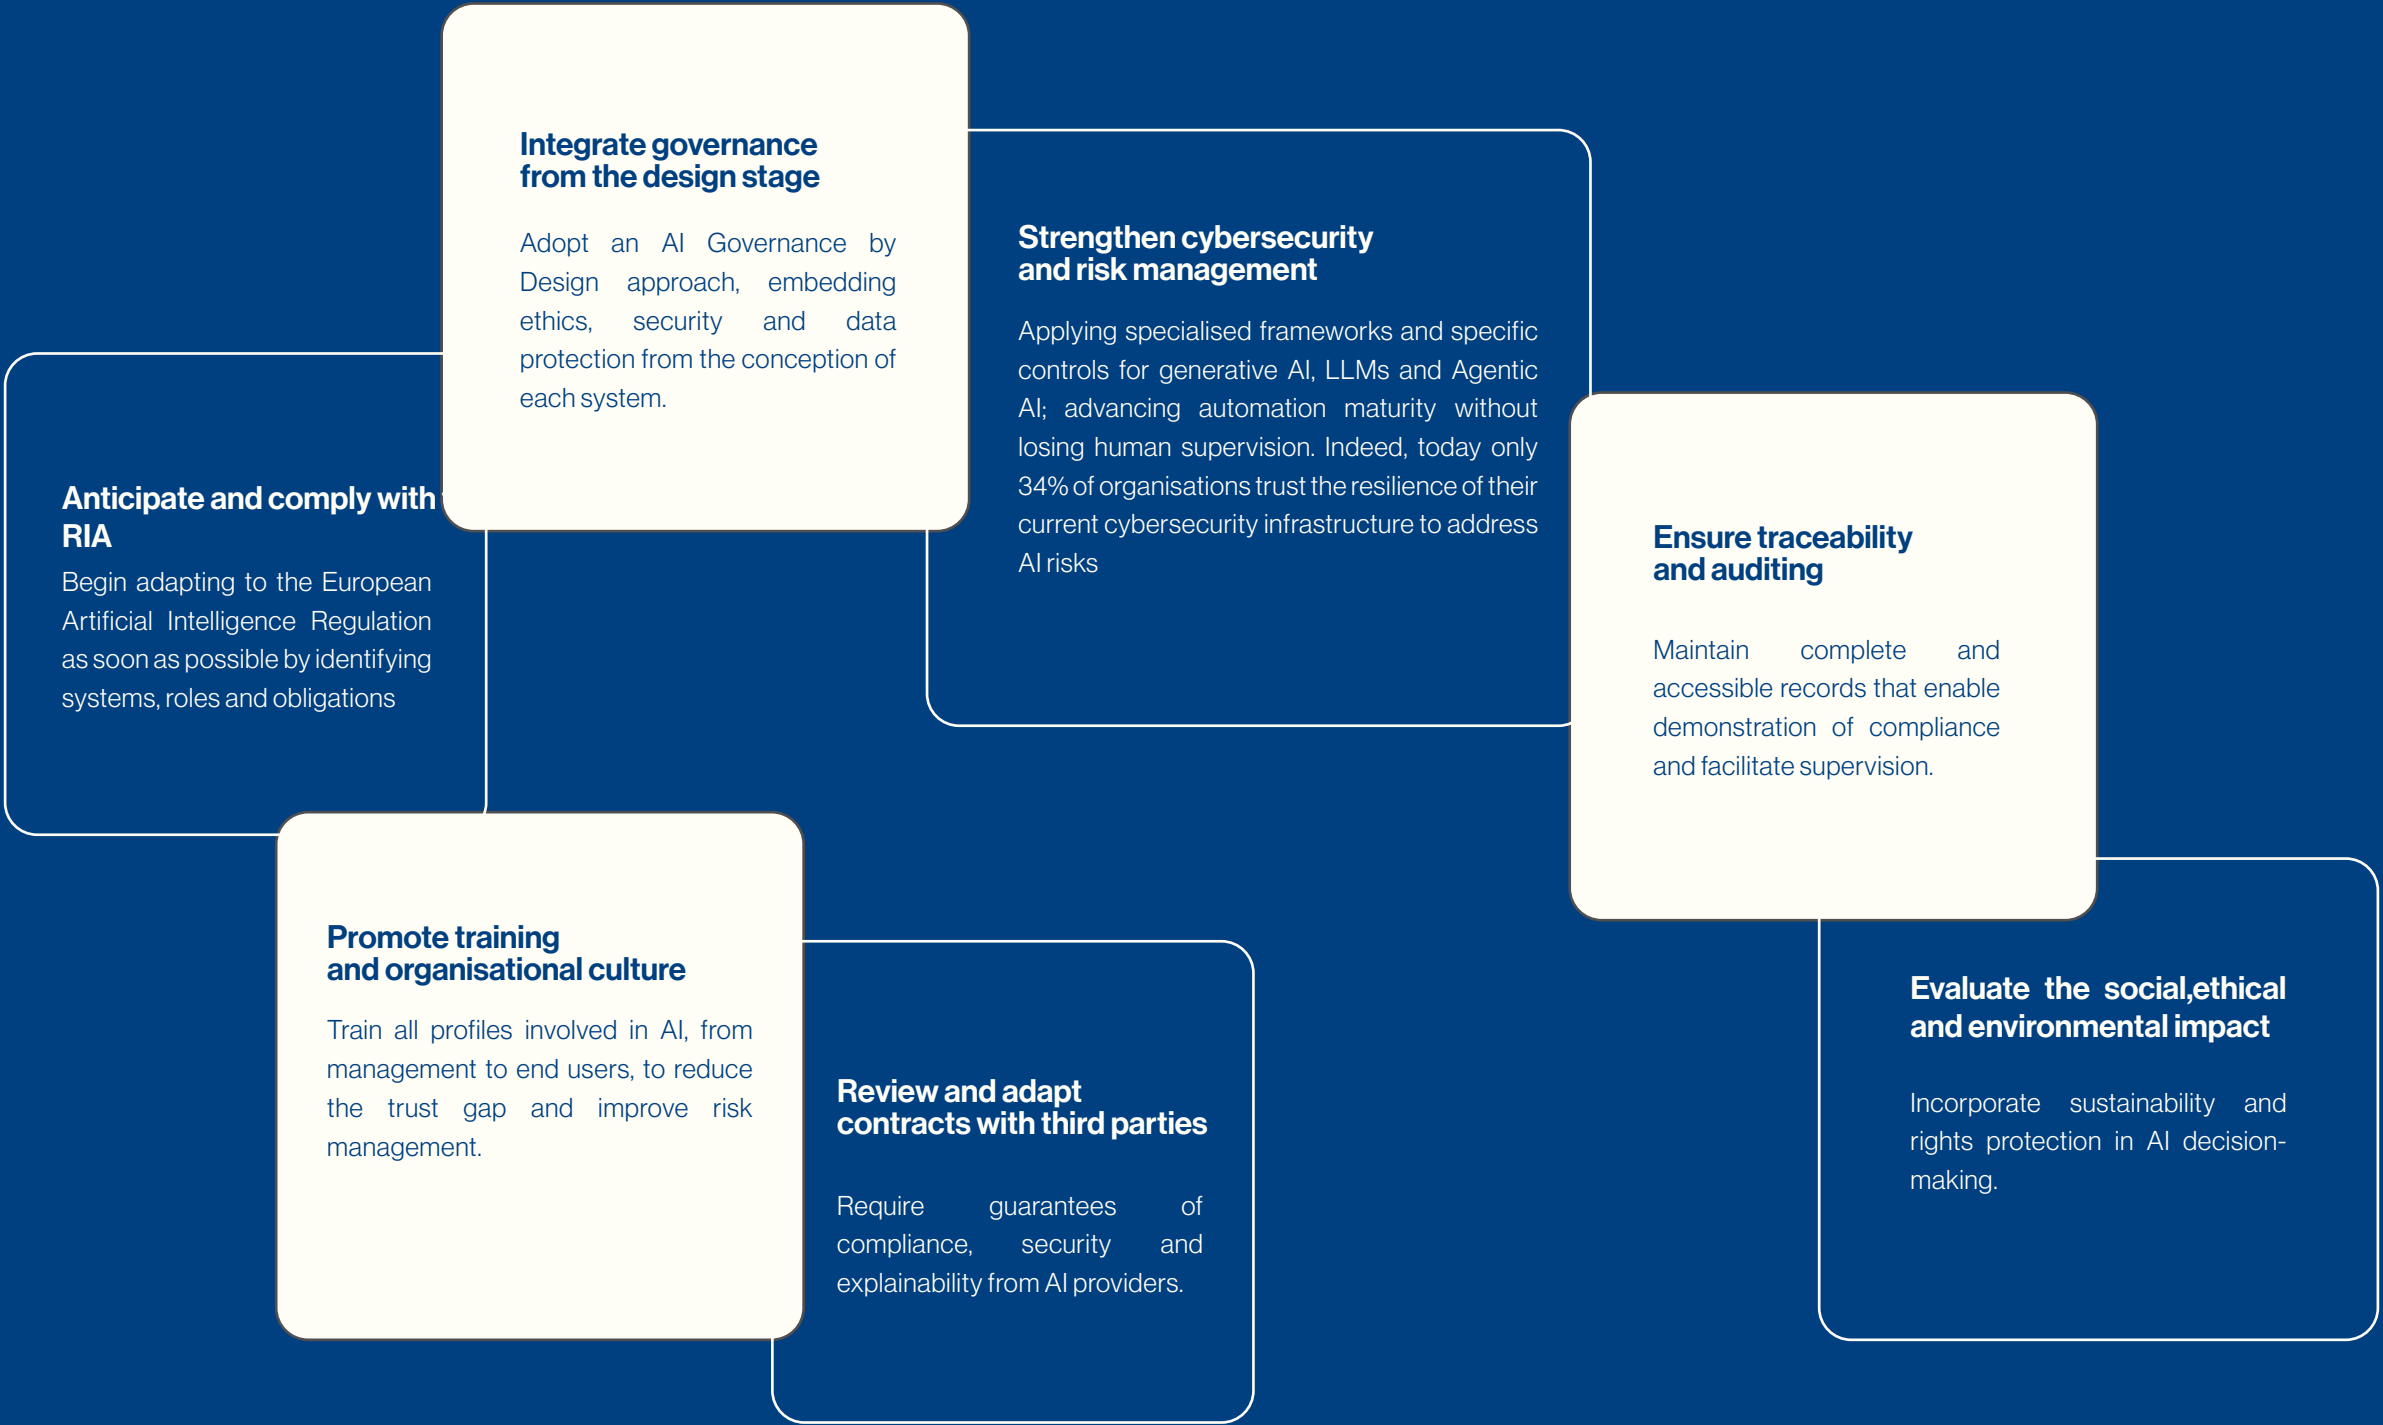 Integrate governance
from the design stage
Adopt an AI Governance by
Design approach, embedding
ethics, security and data
protection from the conception of
each system.
Strengthen cybersecurity
and risk management
Applying specialised frameworks and specific
controls for generative AI, LLMs and Agentic
AI; advancing automation maturity without
losing human supervision. Indeed, today only
34% of organisations trust the resilience of their
current cybersecurity infrastructure to address
AI risks
Anticipate and comply with
RIA
Begin adapting to the European
Artificial Intelligence Regulation
as soon as possible by identifying
systems, roles and obligations
Ensure traceability
and auditing
Maintain complete and
accessible records that enable
demonstration of compliance
and facilitate supervision.
Promote training
and organisational culture
Train all profiles involved in AI, from
management to end users, to reduce
the trust gap and improve risk
management.
Review and adapt
contracts with third parties
Require guarantees of
compliance, security and
explainability from AI providers.
Evaluate the social,ethical
and environmental impact
Incorporate sustainability and
rights protection in AI decision-
making.